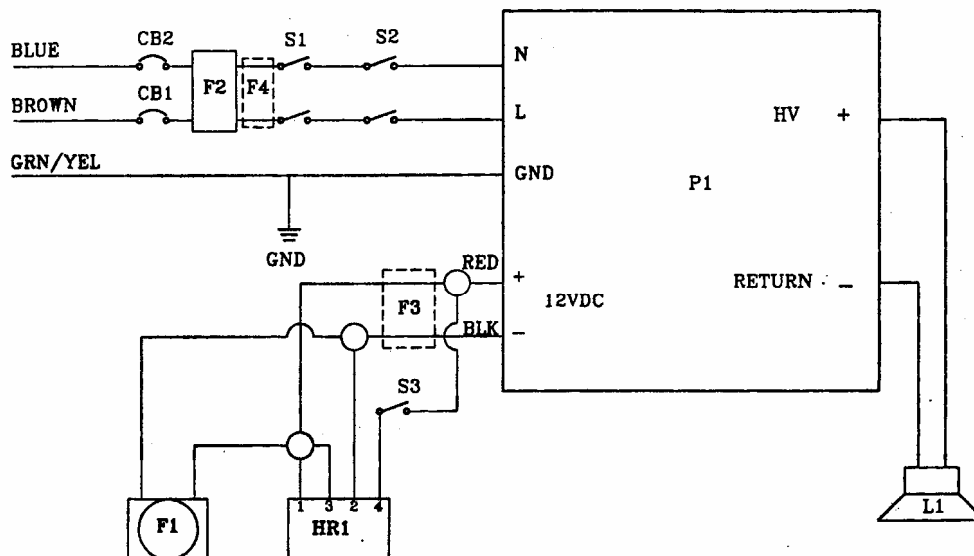 BLUE
CB2
S1
S2
N
F2
F4
BROWN
CB1
L
HV +
GRN/YEL
GND
P1
GND
RED
+
12VDC
RETURN –
F3
BLK
–
S3
1 3 2 4
F1
HR1
L1